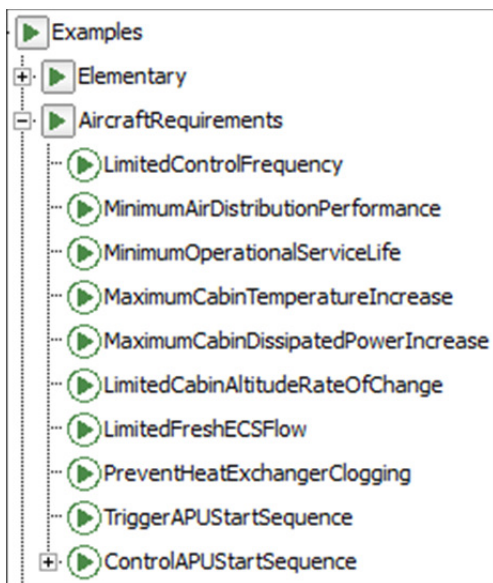 Examples
Elementary
AircraftRequirements
LimitedControlFrequency
MinimumAirDistributionPerformance
MinimumOperationalServiceLife
MaximumCabinTemperatureIncrease
MaximumCabinDissipatedPowerIncrease
LimitedCabinAltitudeRateOfChange
LimitedFreshECSFlow
PreventHeatExchangerClogging
TriggerAPUStartSequence
ControlAPUStartSequence